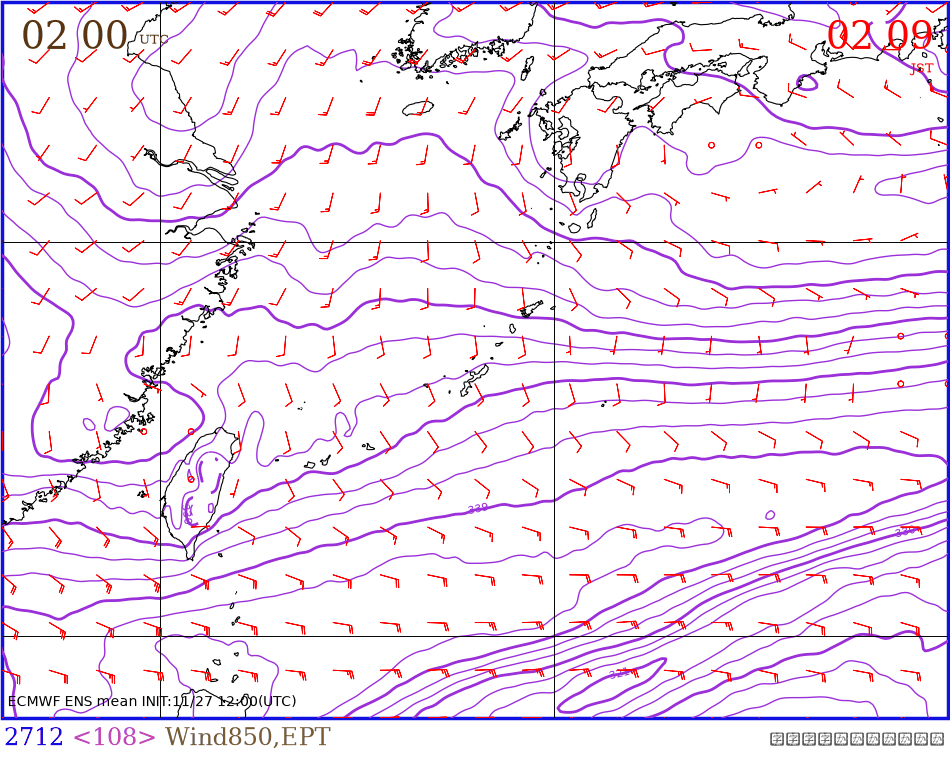 02 00 UTC
02 09
JST
339
ECMWF ENS mean INIT:11/27 12:00(UTC)
2712 <108> Wind850,EPT